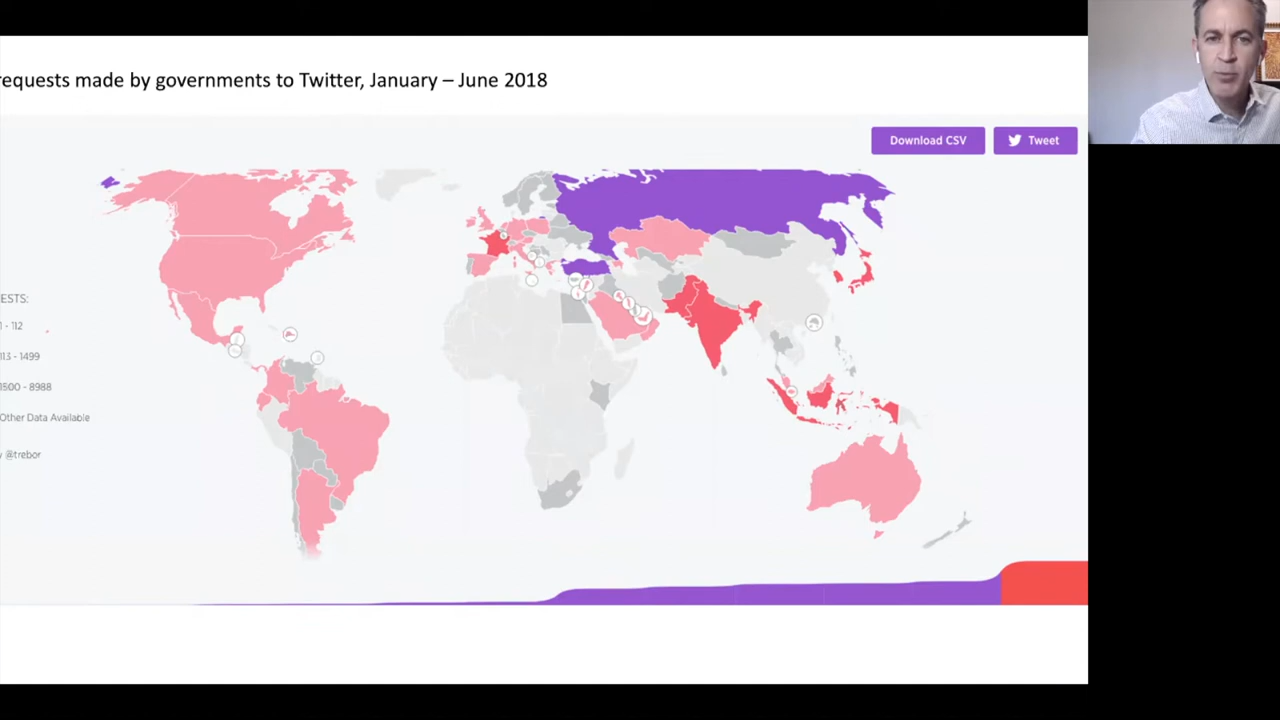 requests made by governments to Twitter, January – June 2018
Download CSV
Tweet
ESTS:
1 - 112
113 - 1499
1500 - 8988
Other Data Available
y @trebor